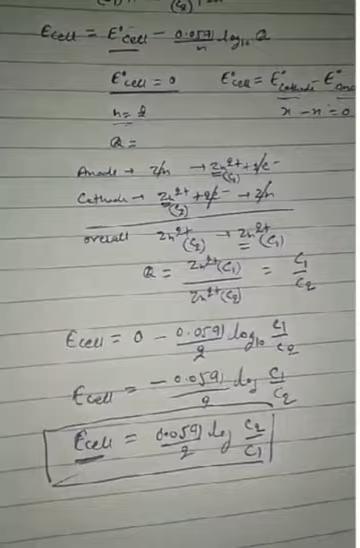 Ecell = E°cell − 0.0591/n log₁₀ Q
E°cell = 0 E°cell = E°Cathode − E°Ano
x − x = 0
n = 2
Q =
Anode → Zn → Zn²⁺ + 2e⁻
(C₁)
Cathode → Zn²⁺ + 2e⁻ → Zn
(C₂)
overall Zn²⁺(C₂) → Zn²⁺(C₁)
Q = Zn²⁺(C₁) / Zn²⁺(C₂) = C₁/C₂
Ecell = 0 − 0.0591/2 log₁₀ C₁/C₂
Ecell = −0.0591/2 log C₁/C₂
Ecell = 0.0591/2 log C₂/C₁